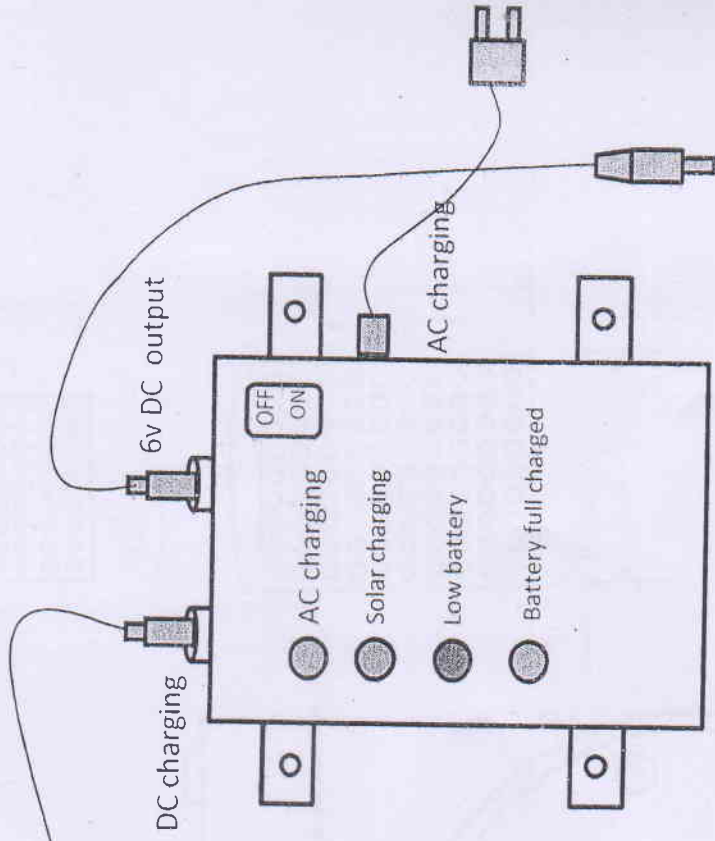 DC charging
6v DC output
OFF
ON
AC charging
Solar charging
Low battery
Battery full charged
AC charging